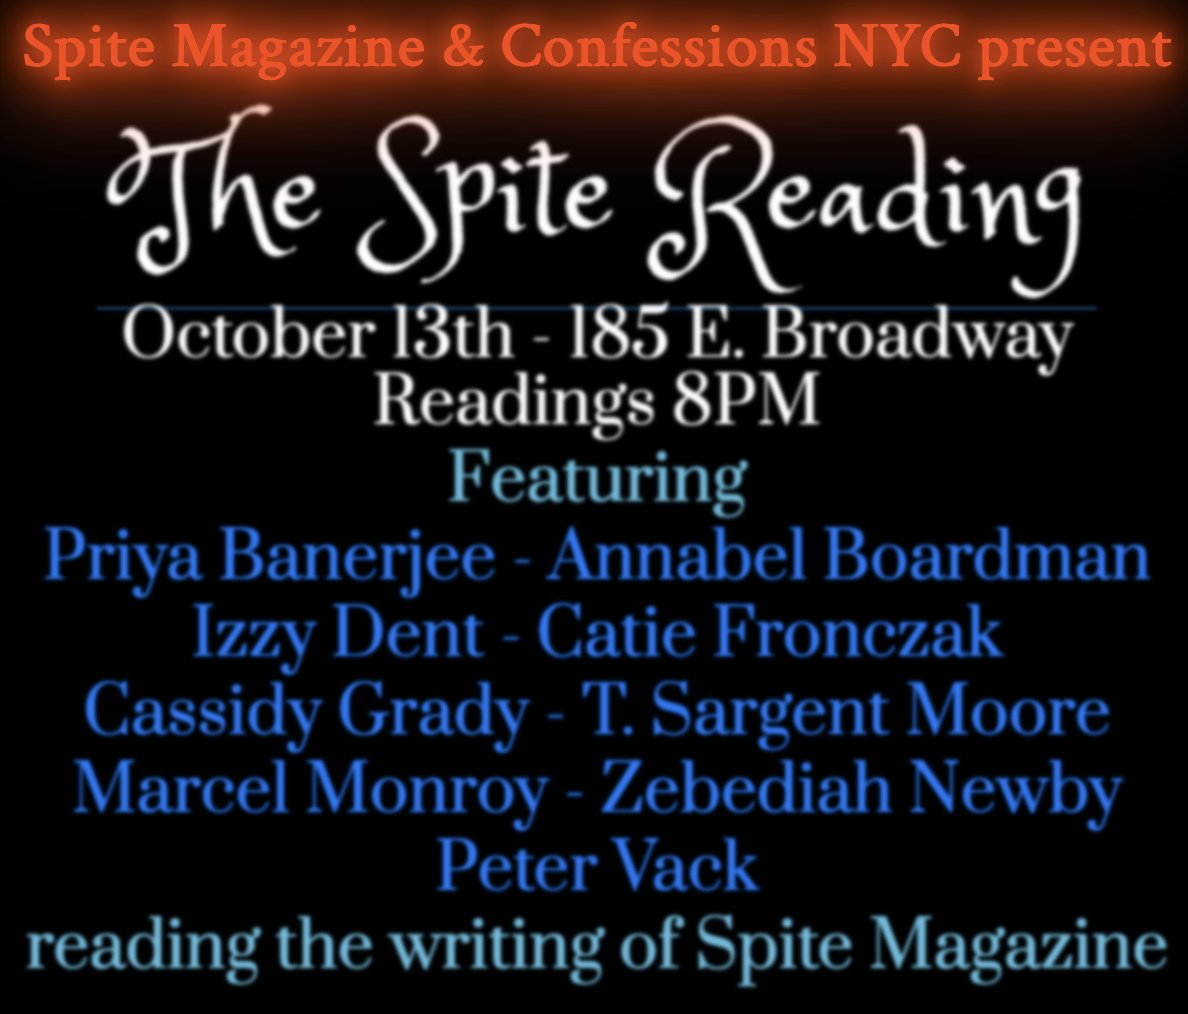 Spite Magazine & Confessions NYC present
The Spite Reading
October 13th - 185 E. Broadway
Readings 8PM
Featuring
Priya Banerjee - Annabel Boardman
Izzy Dent - Catie Fronczak
Cassidy Grady - T. Sargent Moore
Marcel Monroy - Zebediah Newby
Peter Vack
reading the writing of Spite Magazine